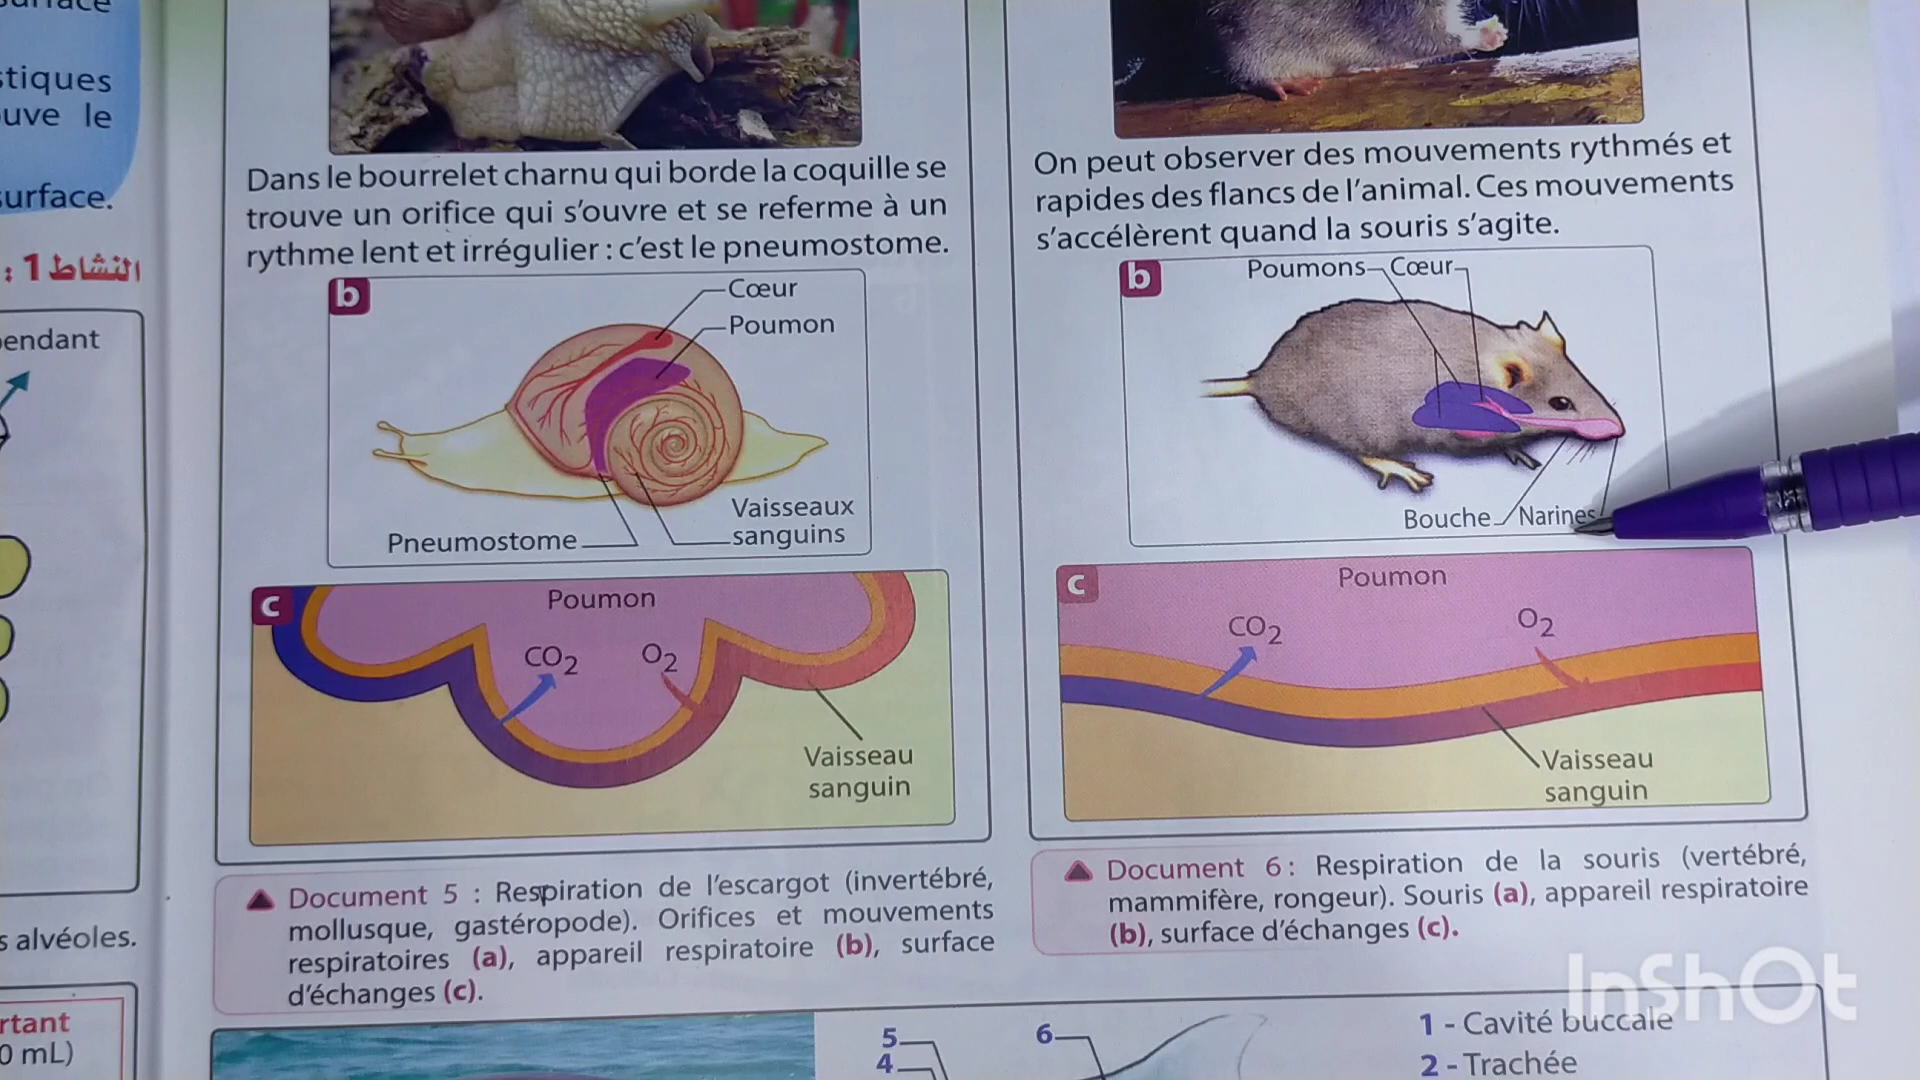 stiques
uve le
surface.
النشاط 1 :
endant
s alvéoles.
rtant
0 mL)
Dans le bourrelet charnu qui borde la coquille se
trouve un orifice qui s'ouvre et se referme à un
rythme lent et irrégulier : c'est le pneumostome.
b
Cœur
Poumon
Vaisseaux
sanguins
Pneumostome
c
Poumon
CO2
O2
Vaisseau
sanguin
Document 5 : Respiration de l'escargot (invertébré,
mollusque, gastéropode). Orifices et mouvements
respiratoires (a), appareil respiratoire (b), surface
d'échanges (c).
On peut observer des mouvements rythmés et
rapides des flancs de l'animal. Ces mouvements
s'accélèrent quand la souris s'agite.
b
Poumons Cœur
Bouche Narines
c
Poumon
CO2
O2
Vaisseau
sanguin
Document 6 : Respiration de la souris (vertébré,
mammifère, rongeur). Souris (a), appareil respiratoire
(b), surface d'échanges (c).
5
4
6
1 - Cavité buccale
2 - Trachée
InShOt